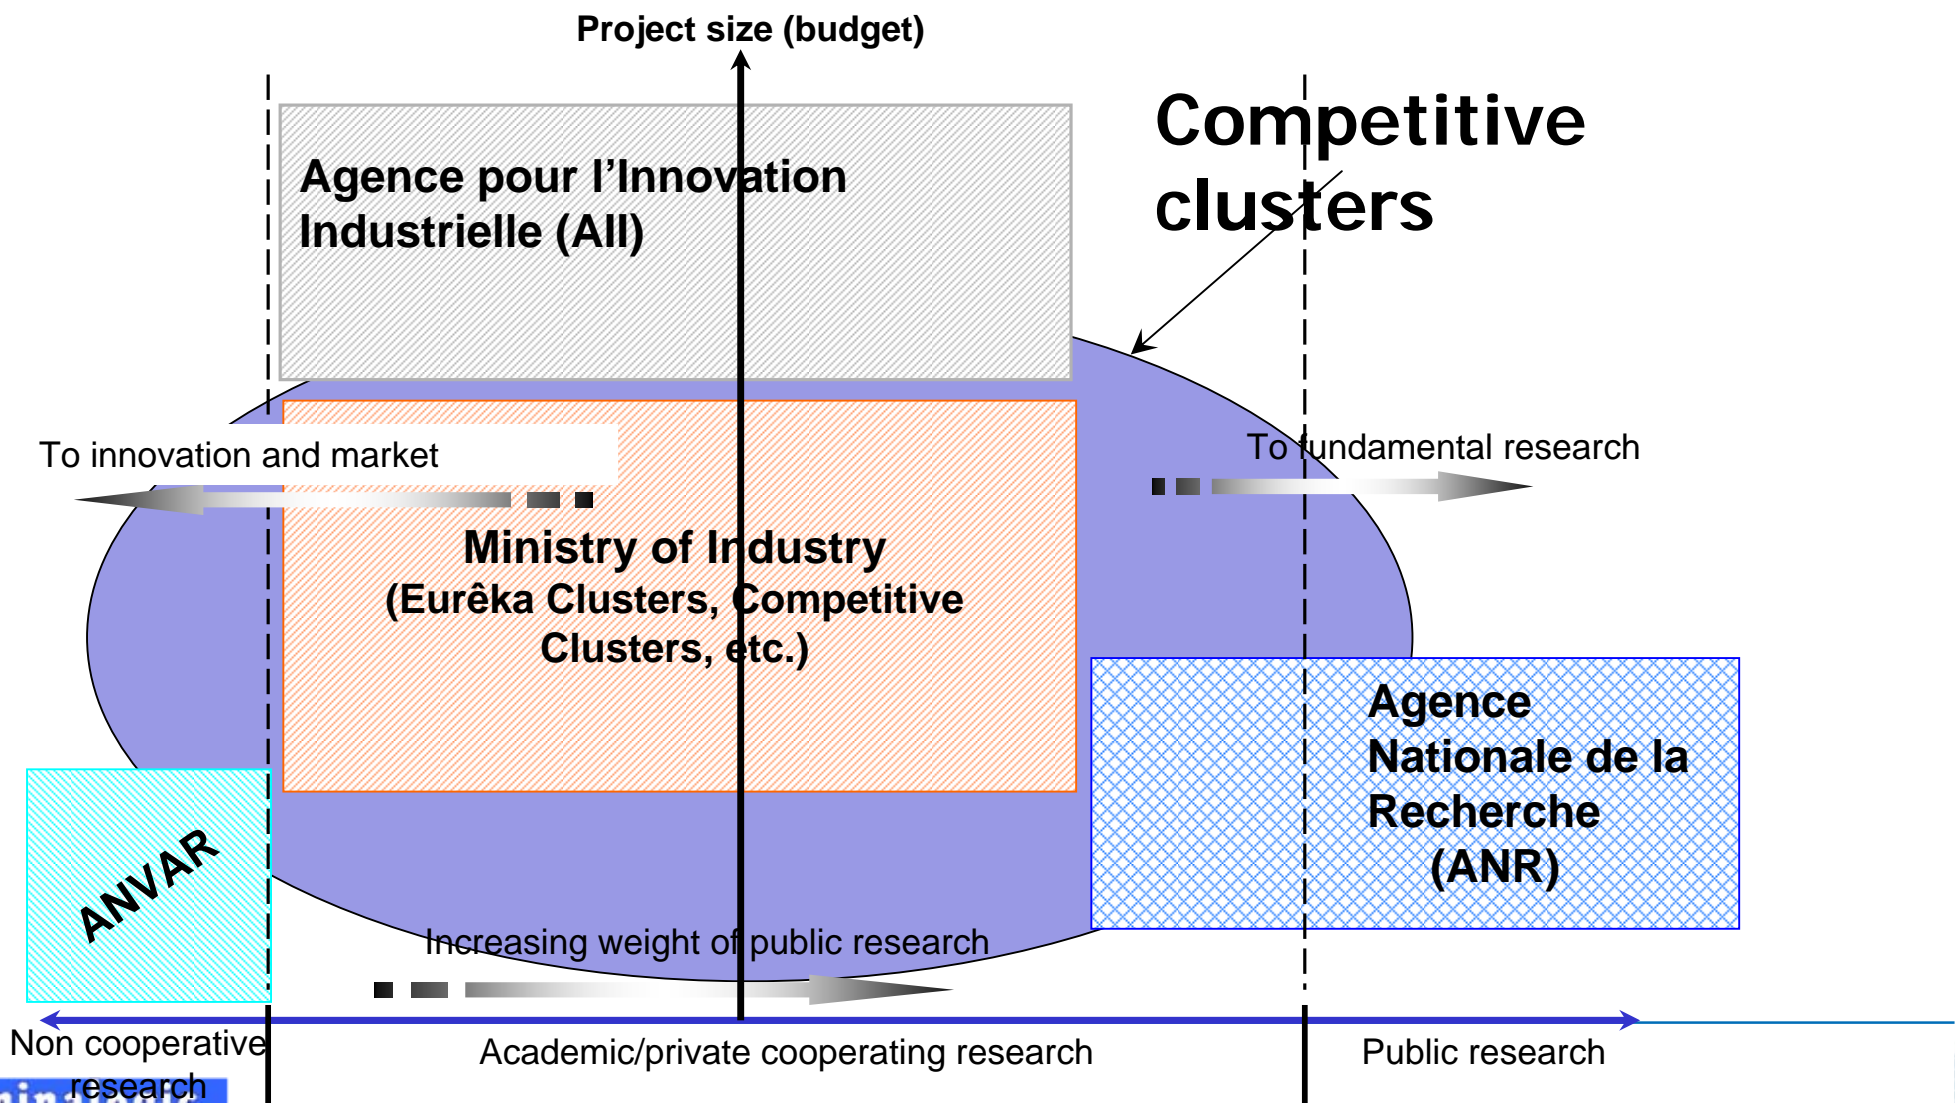 Project size (budget)
Competitive
clusters
Agence pour l’Innovation
Industrielle (AII)
To innovation and market
To fundamental research
Ministry of Industry
(Eurêka Clusters, Competitive
Clusters, etc.)
Agence
Nationale de la
Recherche
(ANR)
ANVAR
Increasing weight of public research
Non cooperative
research
Academic/private cooperating research
Public research